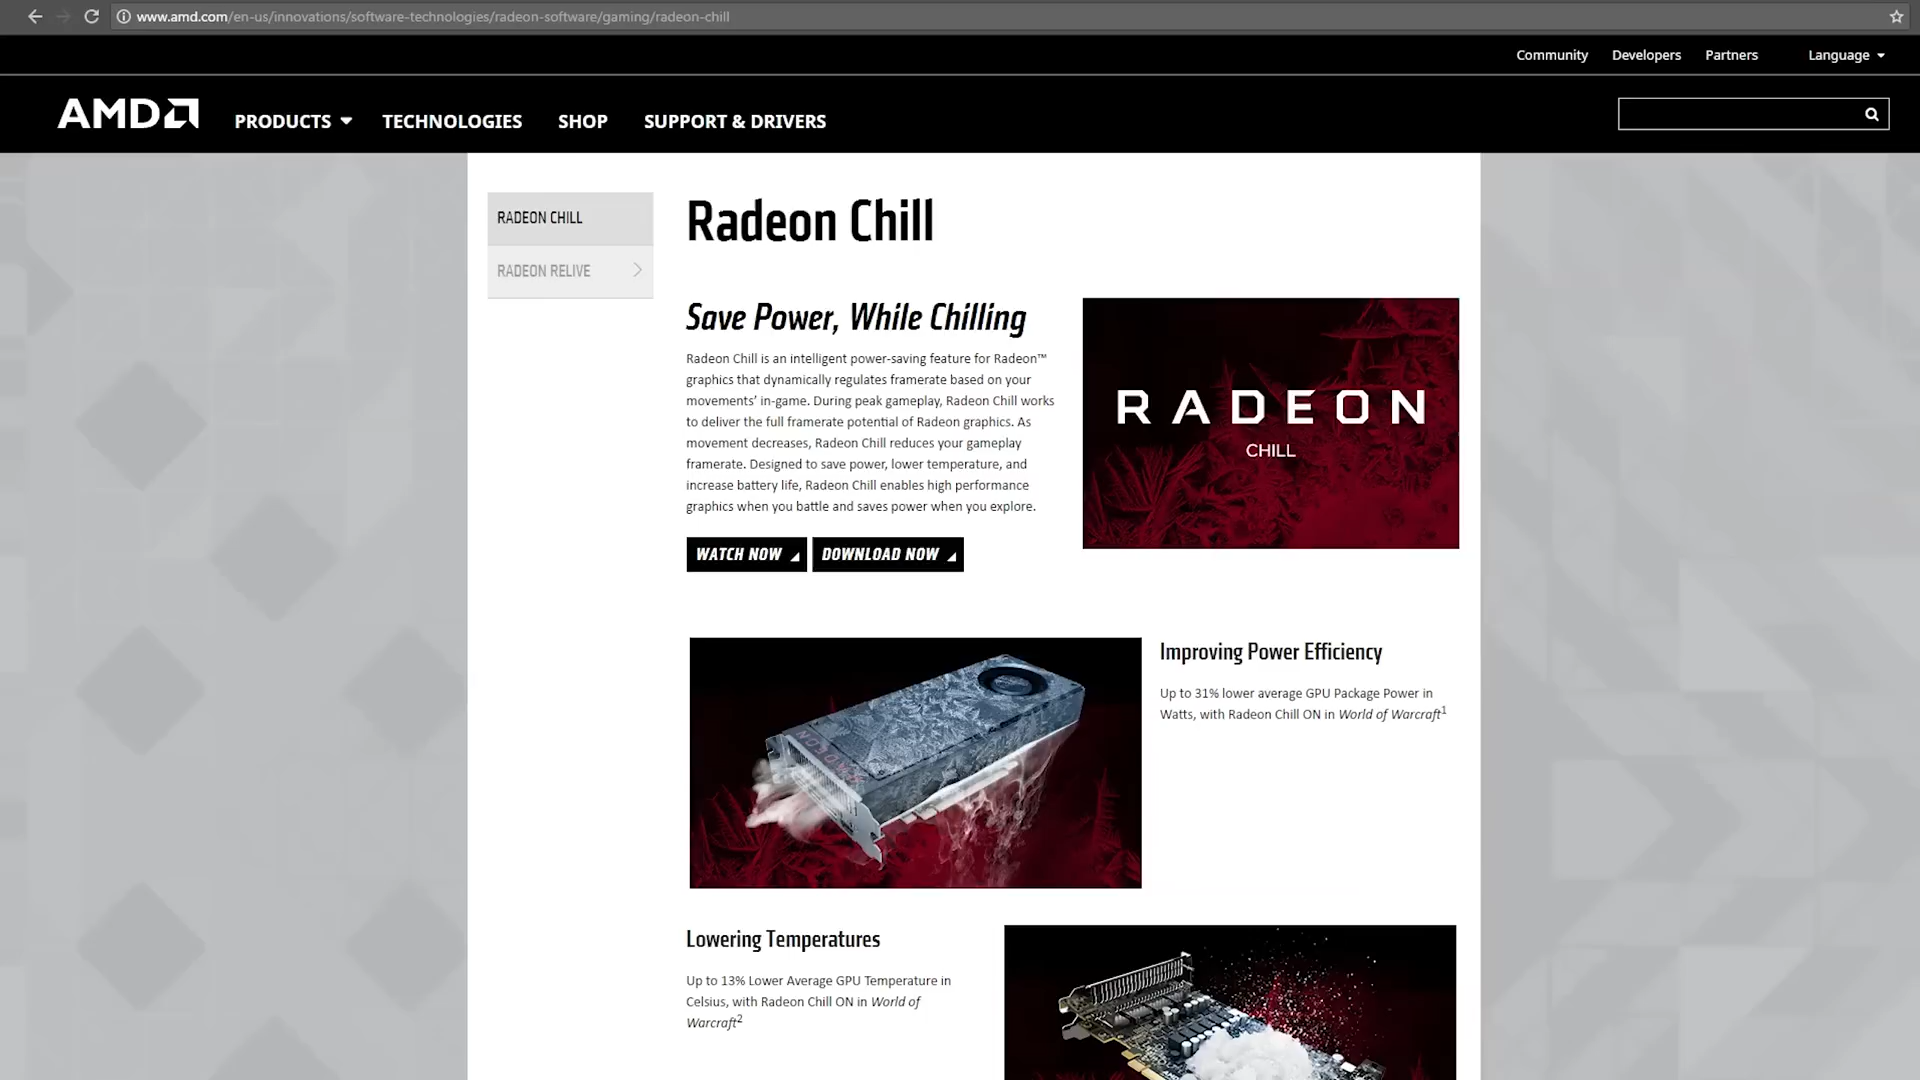 www.amd.com/en-us/innovations/software-technologies/radeon-software/gaming/radeon-chill
Community Developers Partners Language
AMD PRODUCTS TECHNOLOGIES SHOP SUPPORT & DRIVERS
RADEON CHILL
RADEON RELIVE
Radeon Chill
Save Power, While Chilling
Radeon Chill is an intelligent power-saving feature for Radeon™
graphics that dynamically regulates framerate based on your
movements’ in-game. During peak gameplay, Radeon Chill works
to deliver the full framerate potential of Radeon graphics. As
movement decreases, Radeon Chill reduces your gameplay
framerate. Designed to save power, lower temperature, and
increase battery life, Radeon Chill enables high performance
graphics when you battle and saves power when you explore.
WATCH NOW DOWNLOAD NOW
RADEON
CHILL
RADEON
Improving Power Efficiency
Up to 31% lower average GPU Package Power in
Watts, with Radeon Chill ON in World of Warcraft1
Lowering Temperatures
Up to 13% Lower Average GPU Temperature in
Celsius, with Radeon Chill ON in World of
Warcraft2